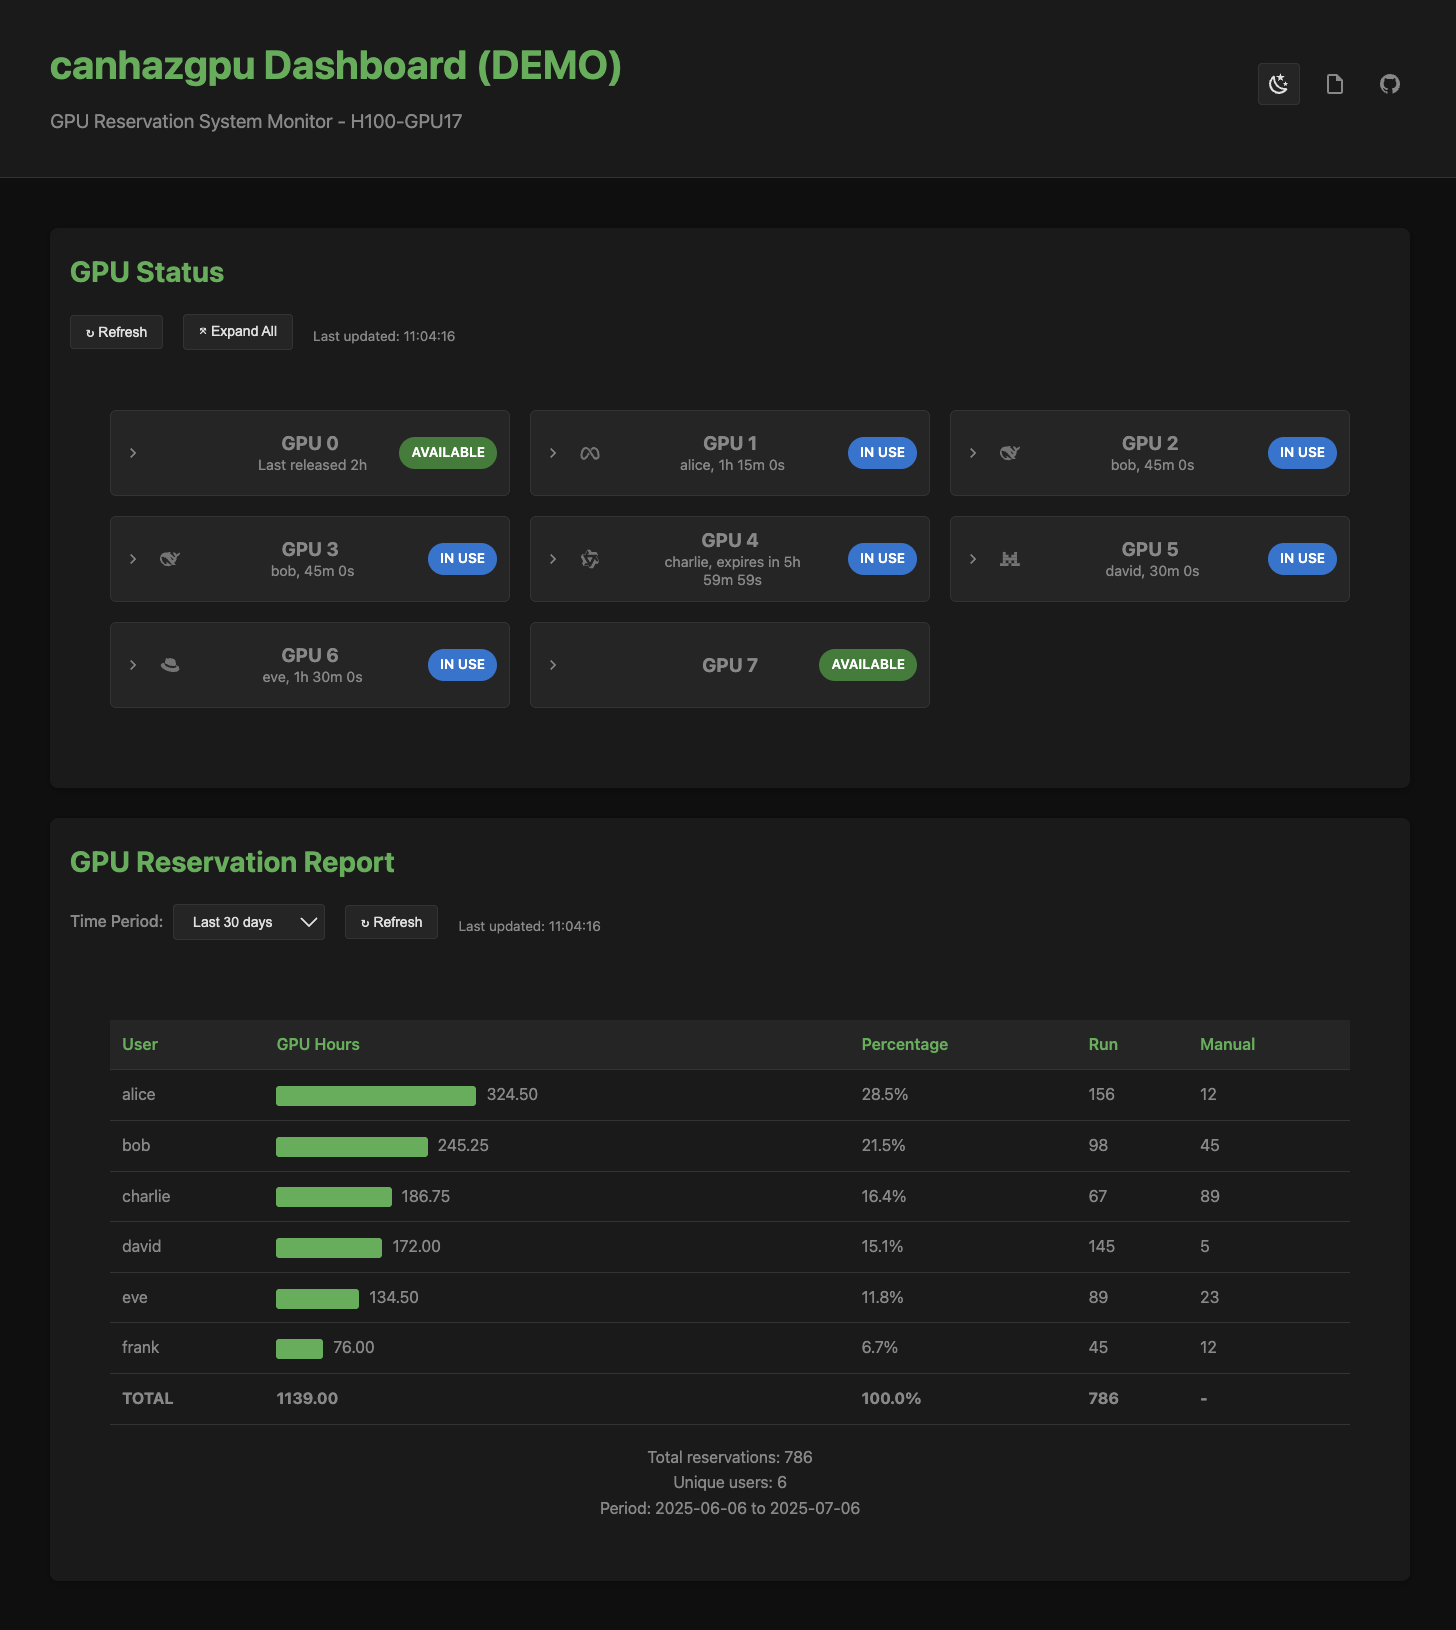 canhazgpu Dashboard (DEMO)
GPU Reservation System Monitor - H100-GPU17
GPU Status
↻ Refresh
Expand All
Last updated: 11:04:16
GPU 0
Last released 2h
AVAILABLE
GPU 1
alice, 1h 15m 0s
IN USE
GPU 2
bob, 45m 0s
IN USE
GPU 3
bob, 45m 0s
IN USE
GPU 4
charlie, expires in 5h
59m 59s
IN USE
GPU 5
david, 30m 0s
IN USE
GPU 6
eve, 1h 30m 0s
IN USE
GPU 7
AVAILABLE
GPU Reservation Report
Time Period: Last 30 days
↻ Refresh
Last updated: 11:04:16
User GPU Hours Percentage Run Manual
alice 324.50 28.5% 156 12
bob 245.25 21.5% 98 45
charlie 186.75 16.4% 67 89
david 172.00 15.1% 145 5
eve 134.50 11.8% 89 23
frank 76.00 6.7% 45 12
TOTAL 1139.00 100.0% 786 -
Total reservations: 786
Unique users: 6
Period: 2025-06-06 to 2025-07-06